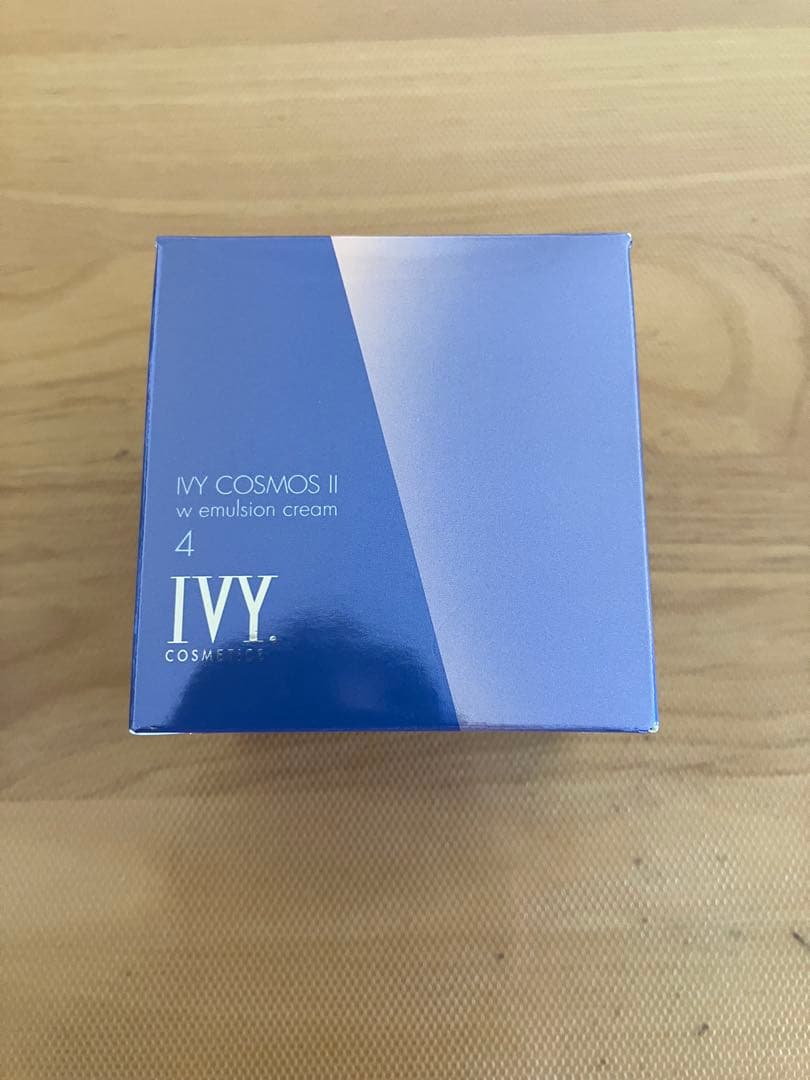 IVY COSMOS II
w emulsion cream
4
IVY.
COSMETICS